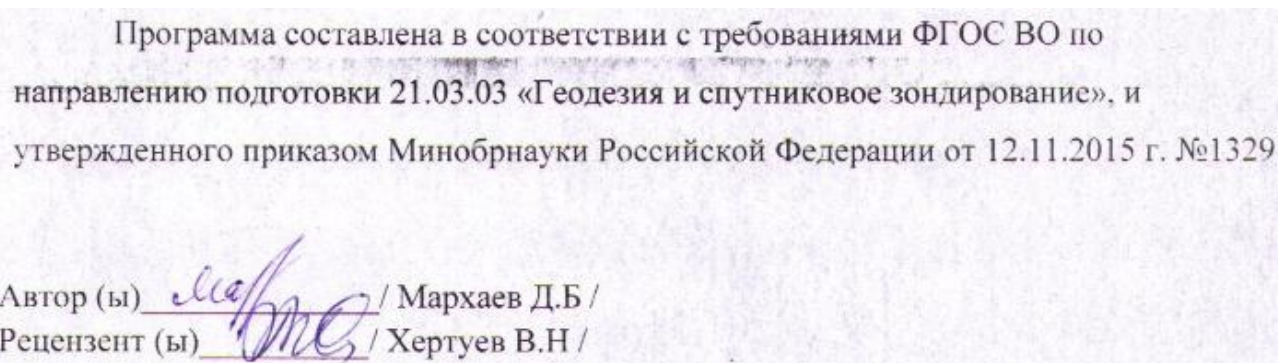 Программа составлена в соответствии с требованиями ФГОС ВО по
направлению подготовки 21.03.03 «Геодезия и спутниковое зондирование», и
утвержденного приказом Минобрнауки Российской Федерации от 12.11.2015 г. №1329
Автор (ы) / Мархаев Д.Б /
Рецензент (ы) / Хертуев В.Н /